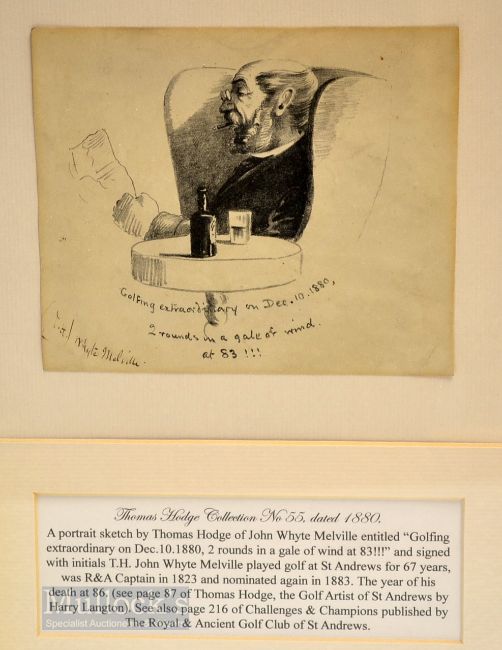 Golfing extraordinary on Dec. 10. 1880,
2 rounds in a gale of wind.
at 83 !!!
Whyte Melville.
Thomas Hodge Collection No 55, dated 1880.
A portrait sketch by Thomas Hodge of John Whyte Melville entitled “Golfing
extraordinary on Dec.10.1880, 2 rounds in a gale of wind at 83!!!” and signed
with initials T.H. John Whyte Melville played golf at St Andrews for 67 years,
was R&A Captain in 1823 and nominated again in 1883. The year of his
death at 86. (see page 87 of Thomas Hodge, the Golf Artist of St Andrews by
Harry Langton). See also page 216 of Challenges & Champions published by
The Royal & Ancient Golf Club of St Andrews.
Mullock's
Specialist Auctioneers